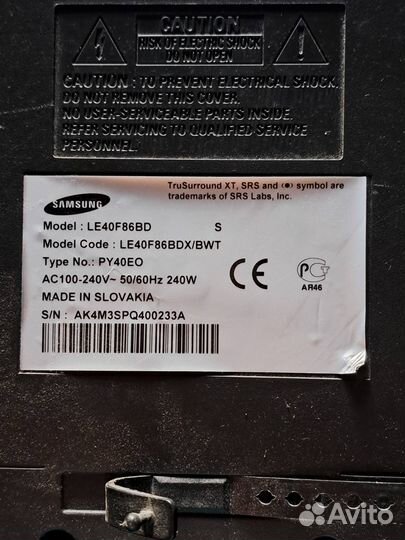 CAUTION
RISK OF ELECTRIC SHOCK
DO NOT OPEN
CAUTION : TO PREVENT ELECTRICAL SHOCK,
DO NOT REMOVE THIS COVER.
NO USER-SERVICEABLE PARTS INSIDE.
REFER SERVICING TO QUALIFIED SERVICE
PERSONNEL.
TruSurround XT, SRS and (●) symbol are
trademarks of SRS Labs, Inc.
SAMSUNG
Model : LE40F86BD S
Model Code : LE40F86BDX/BWT
Type No.: PY40EO
AC100-240V~ 50/60Hz 240W
MADE IN SLOVAKIA
S/N : AK4M3SPQ400233A
CE
АЯ46
Avito